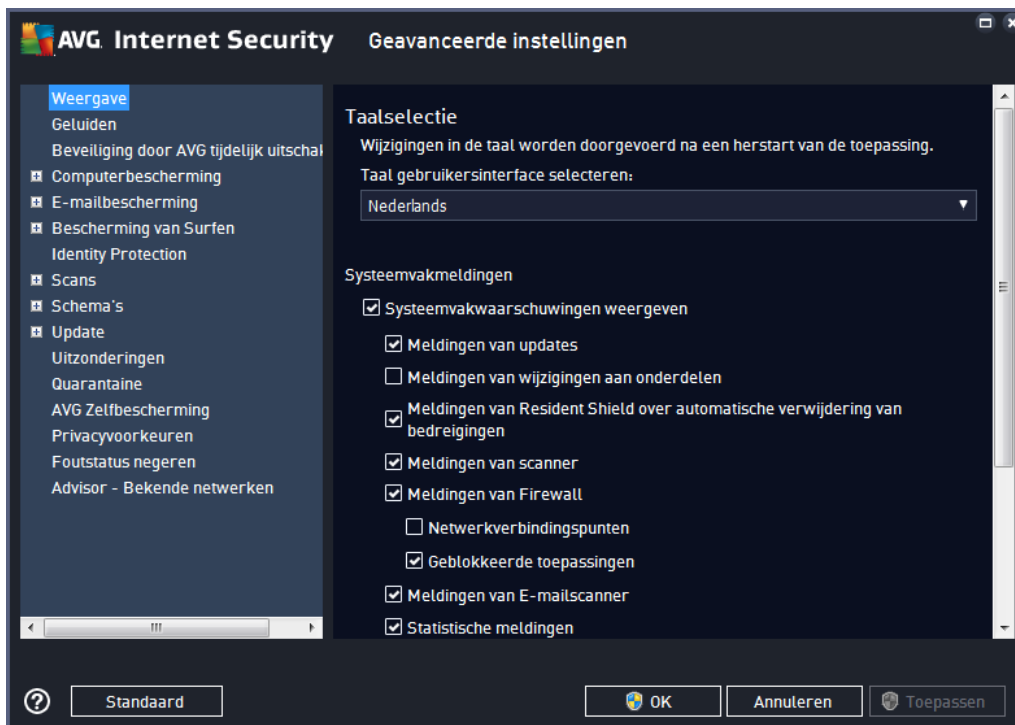 AVG. Internet Security
Geavanceerde instellingen
Weergave
Geluiden
Beveiliging door AVG tijdelijk uitschak
Computerbescherming
E-mailbescherming
Bescherming van Surfen
Identity Protection
Scans
Schema's
Update
Uitzonderingen
Quarantaine
AVG Zelfbescherming
Privacyvoorkeuren
Foutstatus negeren
Advisor - Bekende netwerken
Taalselectie
Wijzigingen in de taal worden doorgevoerd na een herstart van de toepassing.
Taal gebruikersinterface selecteren:
Nederlands
Systeemvakmeldingen
Systeemvakwaarschuwingen weergeven
Meldingen van updates
Meldingen van wijzigingen aan onderdelen
Meldingen van Resident Shield over automatische verwijdering van
bedreigingen
Meldingen van scanner
Meldingen van Firewall
Netwerkverbindingspunten
Geblokkeerde toepassingen
Meldingen van E-mailscanner
Statistische meldingen
Standaard
OK
Annuleren
Toepassen